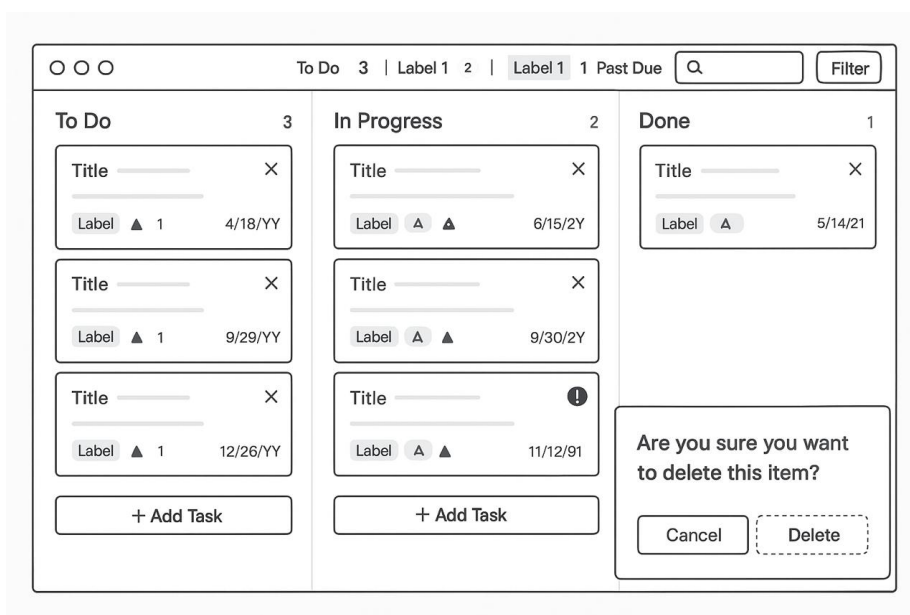 To Do 3 | Label 1 2 | Label 1 1 Past Due Filter
To Do 3
Title
Label 1 4/18/YY
Title
Label 1 9/29/YY
Title
Label 1 12/26/YY
+ Add Task
In Progress 2
Title
Label A 6/15/2Y
Title
Label A 9/30/2Y
Title
Label A 11/12/91
+ Add Task
Done 1
Title
Label A 5/14/21
Are you sure you want
to delete this item?
Cancel Delete